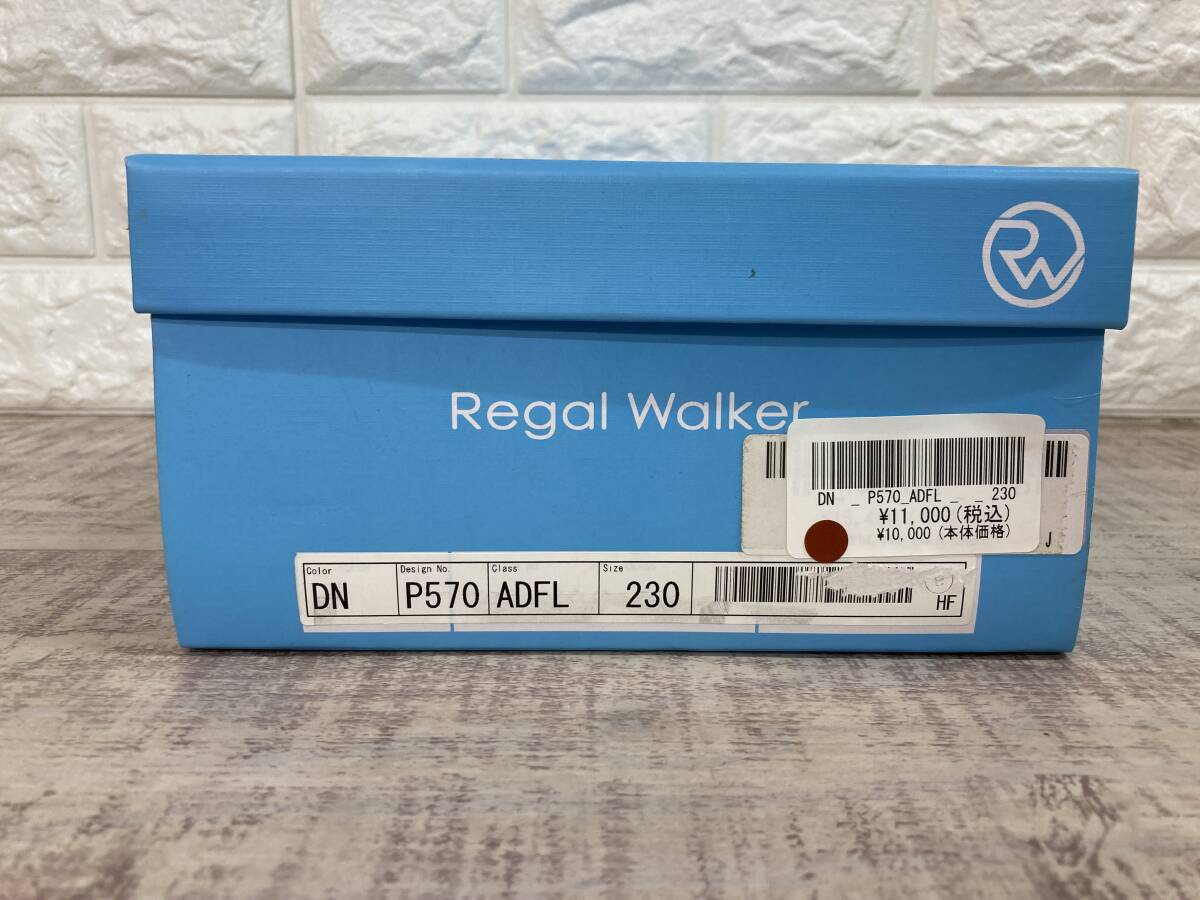 RW
Regal Walker
DN _ P570_ADFL _ _ 230
¥11,000(税込)
¥10,000(本体価格)
J
Color Design No. Class Size
DN P570 ADFL 230
HF